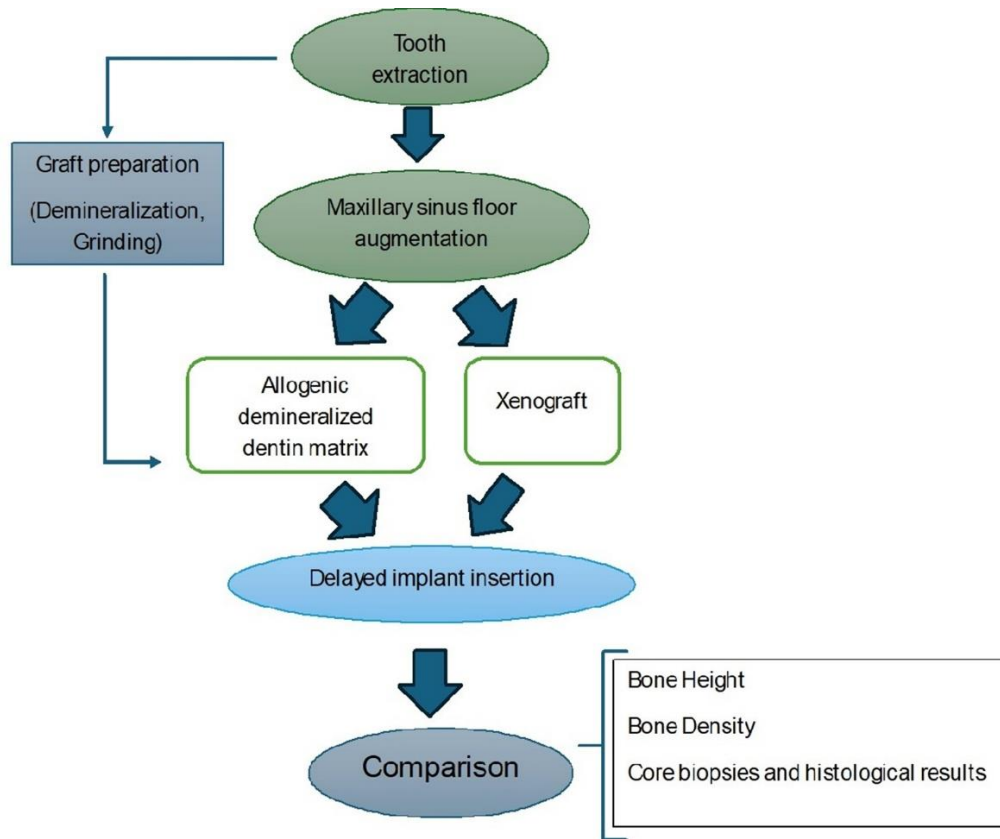 Tooth
extraction
Graft preparation
(Demineralization,
Grinding)
Maxillary sinus floor
augmentation
Allogenic
demineralized
dentin matrix
Xenograft
Delayed implant insertion
Comparison
Bone Height
Bone Density
Core biopsies and histological results